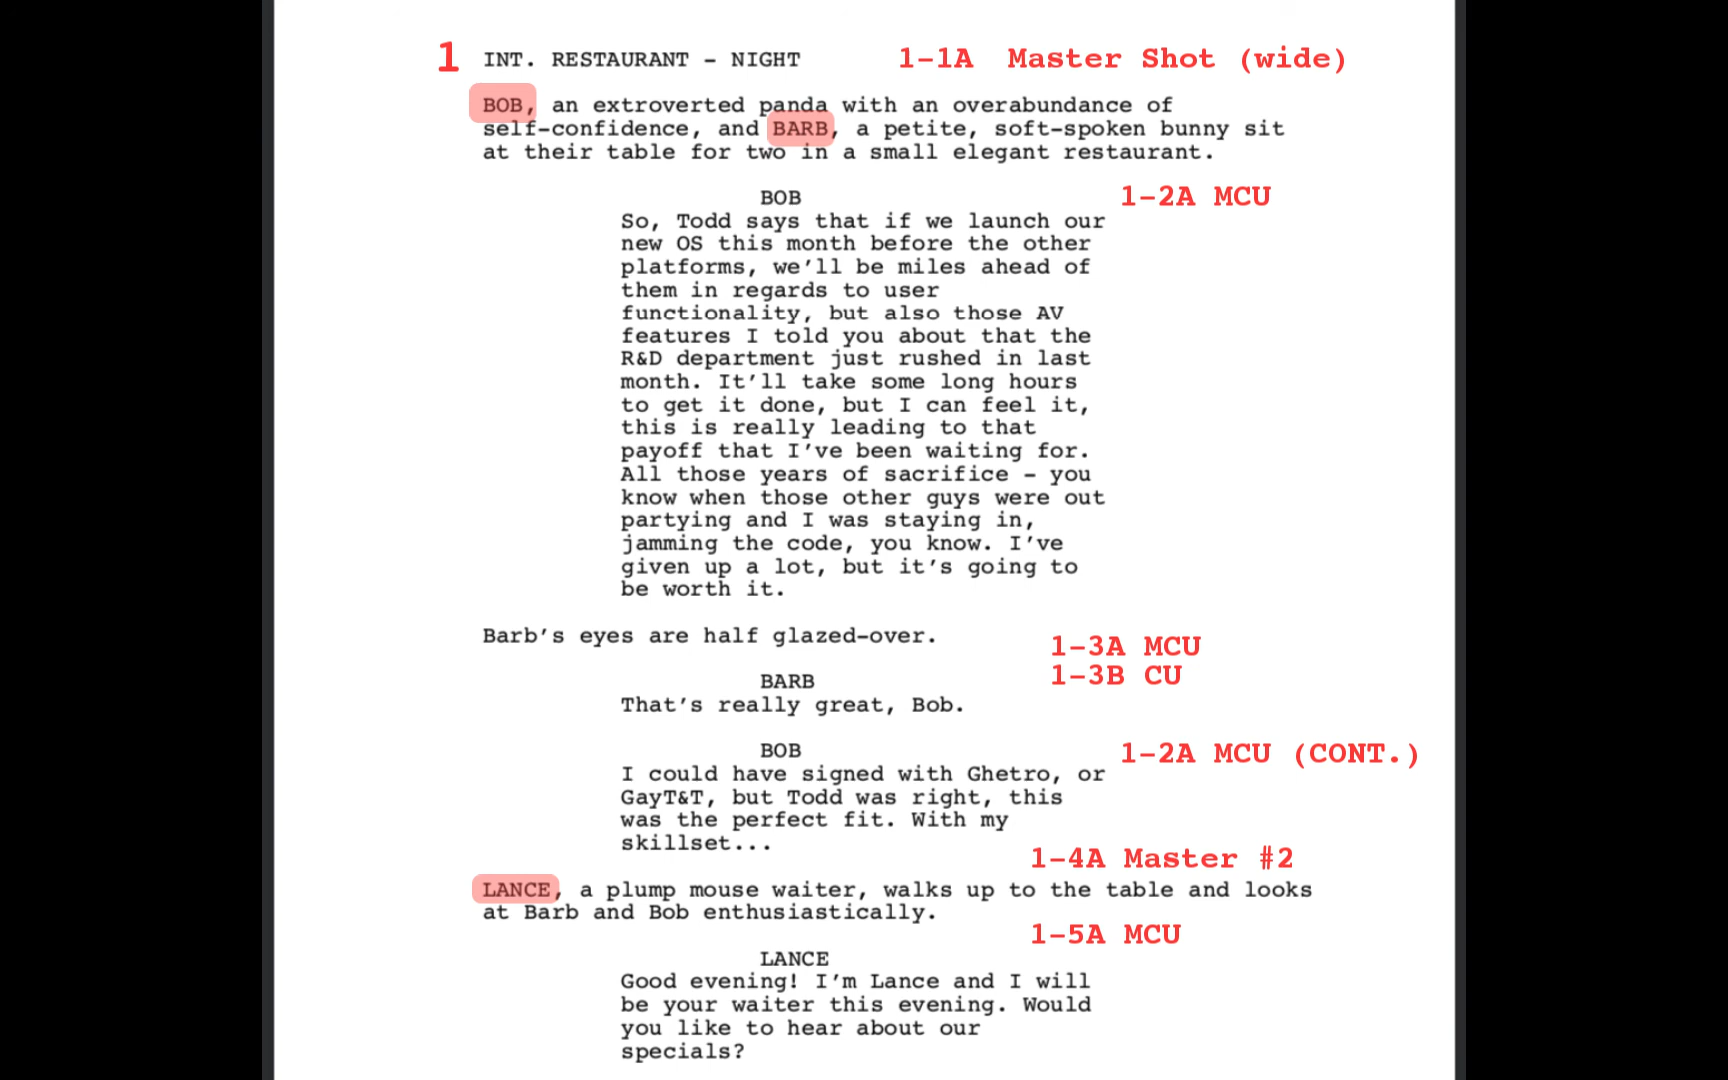 1 INT. RESTAURANT - NIGHT 1-1A Master Shot (wide)
BOB, an extroverted panda with an overabundance of
self-confidence, and BARB, a petite, soft-spoken bunny sit
at their table for two in a small elegant restaurant.
BOB 1-2A MCU
So, Todd says that if we launch our
new OS this month before the other
platforms, we'll be miles ahead of
them in regards to user
functionality, but also those AV
features I told you about that the
R&D department just rushed in last
month. It'll take some long hours
to get it done, but I can feel it,
this is really leading to that
payoff that I've been waiting for.
All those years of sacrifice - you
know when those other guys were out
partying and I was staying in,
jamming the code, you know. I've
given up a lot, but it's going to
be worth it.
Barb's eyes are half glazed-over.
1-3A MCU
1-3B CU
BARB
That's really great, Bob.
BOB 1-2A MCU (CONT.)
I could have signed with Ghetro, or
GayT&T, but Todd was right, this
was the perfect fit. With my
skillset...
1-4A Master #2
LANCE, a plump mouse waiter, walks up to the table and looks
at Barb and Bob enthusiastically.
1-5A MCU
LANCE
Good evening! I'm Lance and I will
be your waiter this evening. Would
you like to hear about our
specials?